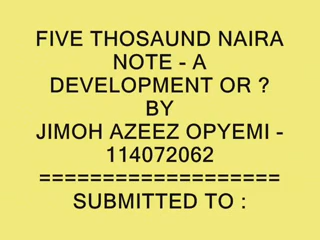 FIVE THOSAUND NAIRA
NOTE - A
DEVELOPMENT OR ?
BY
JIMOH AZEEZ OPYEMI -
114072062
===================
SUBMITTED TO :